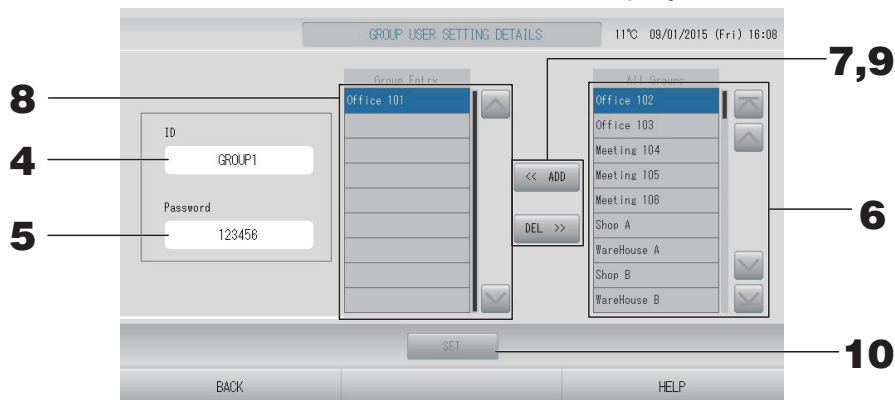 GROUP USER SETTING DETAILS 11℃ 09/01/2015 (Fri) 16:08
7,9
8
Group Entry
All Groups
Office 101
Office 102
Office 103
Meeting 104
Meeting 105
Meeting 106
Shop A
WareHouse A
Shop B
WareHouse B
ID
4
GROUP1
<< ADD
Password
5
123456
DEL >>
6
SET
10
BACK
HELP